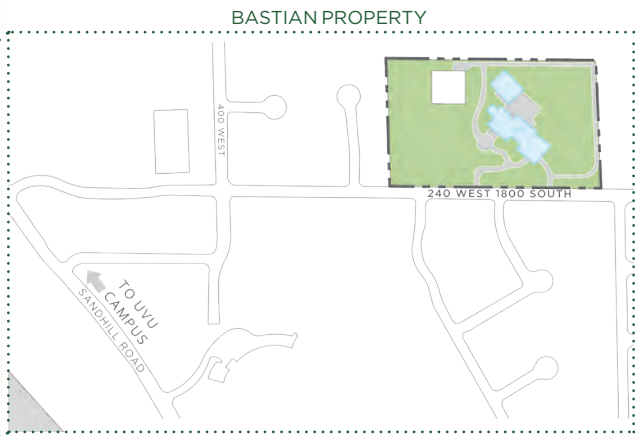 BASTIAN PROPERTY
400 WEST
240 WEST 1800 SOUTH
TO UVU
CAMPUS
SANDHILL ROAD